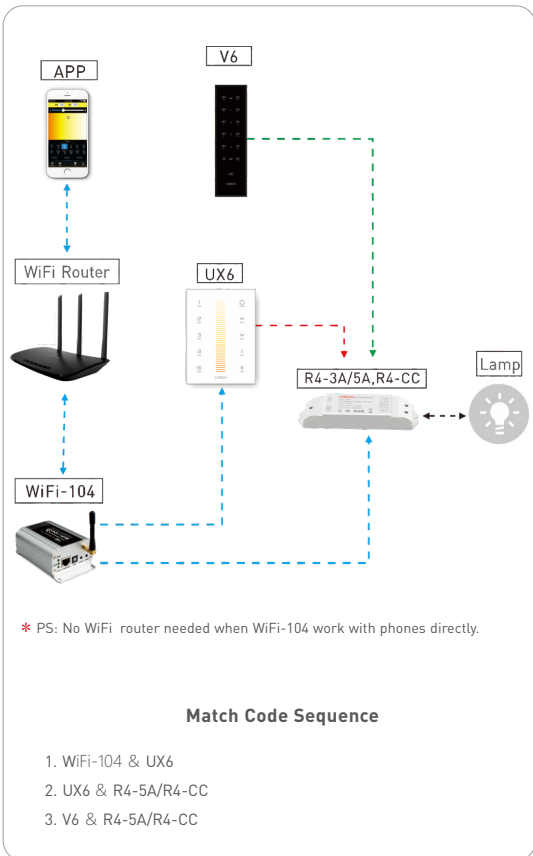 V6
APP
WiFi Router
UX6
R4-3A/5A,R4-CC
Lamp
WiFi-104
* PS: No WiFi router needed when WiFi-104 work with phones directly.
Match Code Sequence
1. WiFi-104 & UX6
2. UX6 & R4-5A/R4-CC
3. V6 & R4-5A/R4-CC